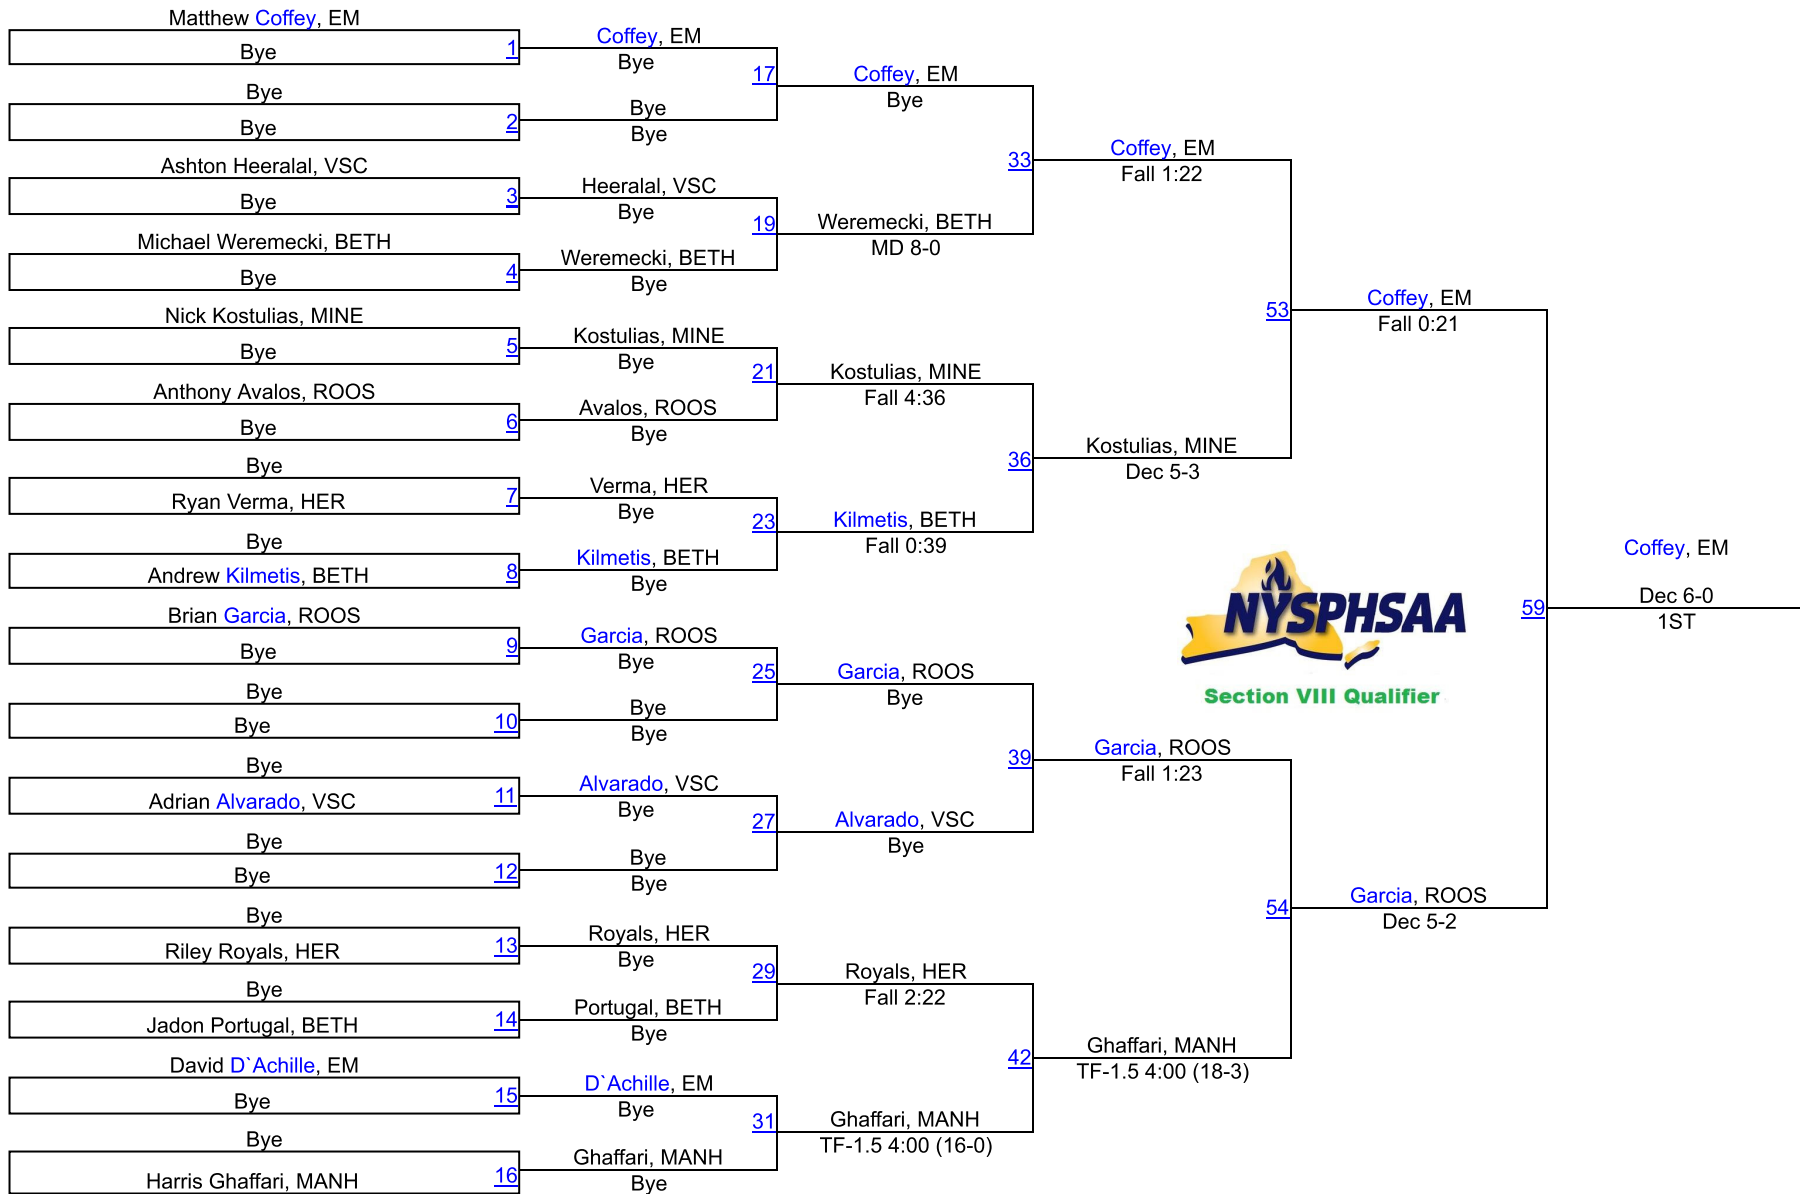 Matthew Coffey, EM
Bye 1
Bye
Bye 2
Ashton Heeralal, VSC
Bye 3
Michael Weremecki, BETH
Bye 4
Nick Kostulias, MINE
Bye 5
Anthony Avalos, ROOS
Bye 6
Bye
Ryan Verma, HER 7
Bye
Andrew Kilmetis, BETH 8
Brian Garcia, ROOS
Bye 9
Bye
Bye 10
Bye
Adrian Alvarado, VSC 11
Bye
Bye 12
Bye
Riley Royals, HER 13
Bye
Jadon Portugal, BETH 14
David D`Achille, EM
Bye 15
Bye
Harris Ghaffari, MANH 16
Coffey, EM
Bye
17
Bye
Bye
Heeralal, VSC
Bye
19
Weremecki, BETH
Bye
Kostulias, MINE
Bye
21
Avalos, ROOS
Bye
Verma, HER
Bye
23
Kilmetis, BETH
Bye
Garcia, ROOS
Bye
25
Bye
Bye
Alvarado, VSC
Bye
27
Bye
Bye
Royals, HER
Bye
29
Portugal, BETH
Bye
D`Achille, EM
Bye
31
Ghaffari, MANH
Bye
Coffey, EM
Bye
33
Weremecki, BETH
MD 8-0
Kostulias, MINE
Fall 4:36
36
Kilmetis, BETH
Fall 0:39
Garcia, ROOS
Bye
39
Alvarado, VSC
Bye
Royals, HER
Fall 2:22
42
Ghaffari, MANH
TF-1.5 4:00 (16-0)
Coffey, EM
Fall 1:22
53
Kostulias, MINE
Dec 5-3
Garcia, ROOS
Fall 1:23
54
Ghaffari, MANH
TF-1.5 4:00 (18-3)
Coffey, EM
Fall 0:21
59
Garcia, ROOS
Dec 5-2
Coffey, EM
Dec 6-0
1ST
NYSPHSAA
Section VIII Qualifier